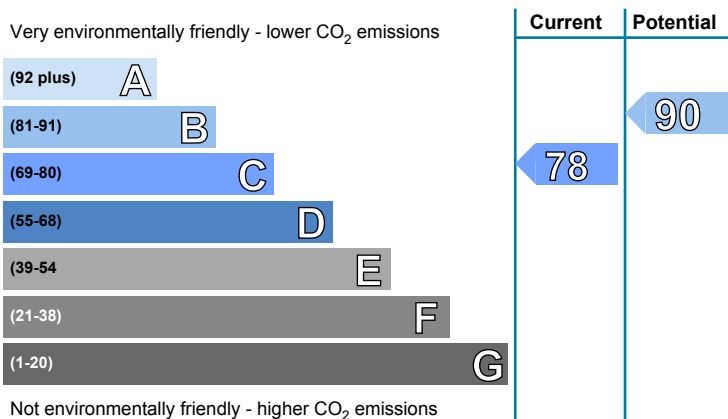 Current Potential
Very environmentally friendly - lower CO2 emissions
(92 plus) A
90
(81-91) B
(69-80) C 78
(55-68) D
(39-54 E
(21-38) F
(1-20) G
Not environmentally friendly - higher CO2 emissions